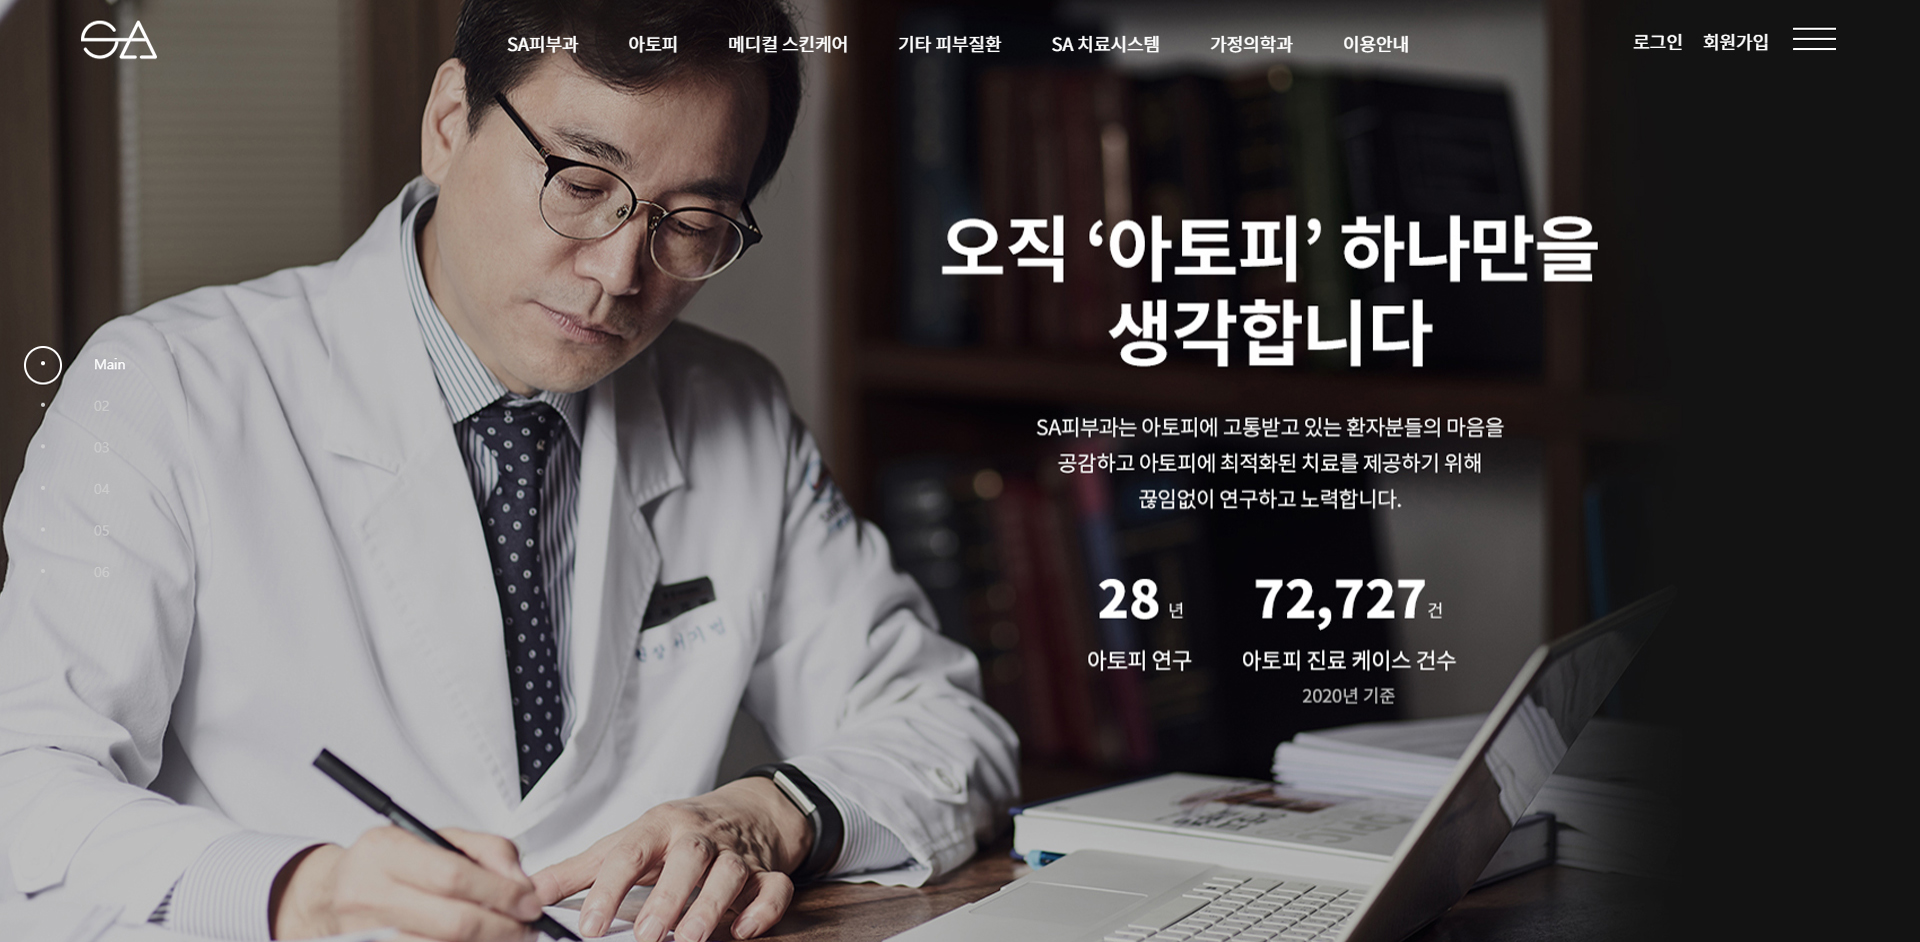 SA
SA피부과 아토피 메디컬 스킨케어 기타 피부질환 SA 치료시스템 가정의학과 이용안내
로그인 회원가입
오직 ‘아토피’ 하나만을
생각합니다
SA피부과는 아토피에 고통받고 있는 환자분들의 마음을
공감하고 아토피에 최적화된 치료를 제공하기 위해
끊임없이 연구하고 노력합니다.
28 년
아토피 연구
72,727건
아토피 진료 케이스 건수
2020년 기준
Main
02
03
04
05
06